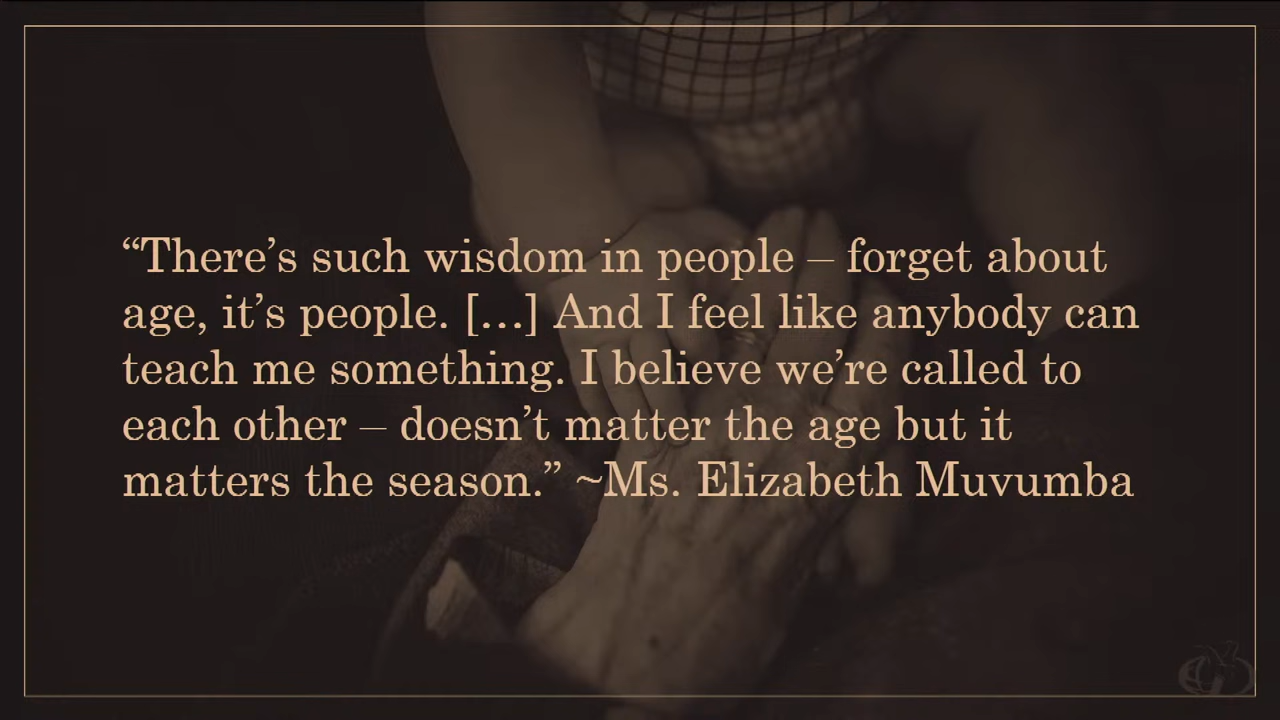 “There’s such wisdom in people – forget about
age, it’s people. […] And I feel like anybody can
teach me something. I believe we’re called to
each other – doesn’t matter the age but it
matters the season.” ~Ms. Elizabeth Muvumba